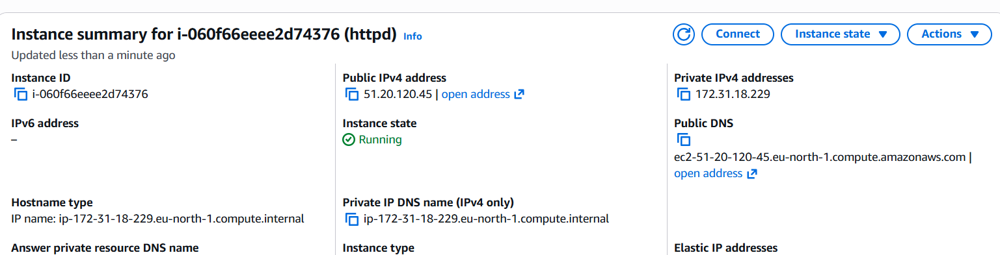 Instance summary for i-060f66eeee2d74376 (httpd) Info
Connect
Instance state
Actions
Updated less than a minute ago
Instance ID
i-060f66eeee2d74376
Public IPv4 address
51.20.120.45 | open address
Private IPv4 addresses
172.31.18.229
IPv6 address
–
Instance state
Running
Public DNS
ec2-51-20-120-45.eu-north-1.compute.amazonaws.com |
open address
Hostname type
IP name: ip-172-31-18-229.eu-north-1.compute.internal
Private IP DNS name (IPv4 only)
ip-172-31-18-229.eu-north-1.compute.internal
Answer private resource DNS name
Instance type
Elastic IP addresses